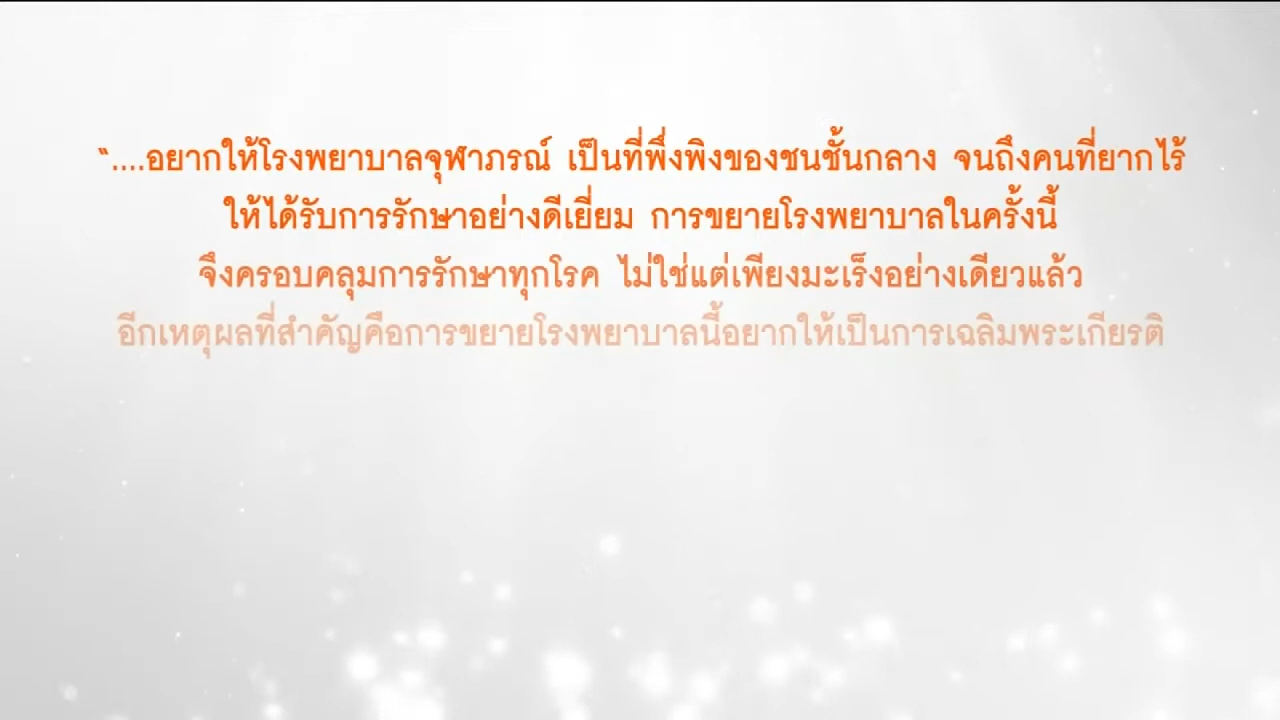 “....อยากให้โรงพยาบาลจุฬาภรณ์ เป็นที่พึ่งพิงของชนชั้นกลาง จนถึงคนที่ยากไร้
ให้ได้รับการรักษาอย่างดีเยี่ยม การขยายโรงพยาบาลในครั้งนี้
จึงครอบคลุมการรักษาทุกโรค ไม่ใช่แต่เพียงมะเร็งอย่างเดียวแล้ว
อีกเหตุผลที่สำคัญคือการขยายโรงพยาบาลนี้อยากให้เป็นการเฉลิมพระเกียรติ